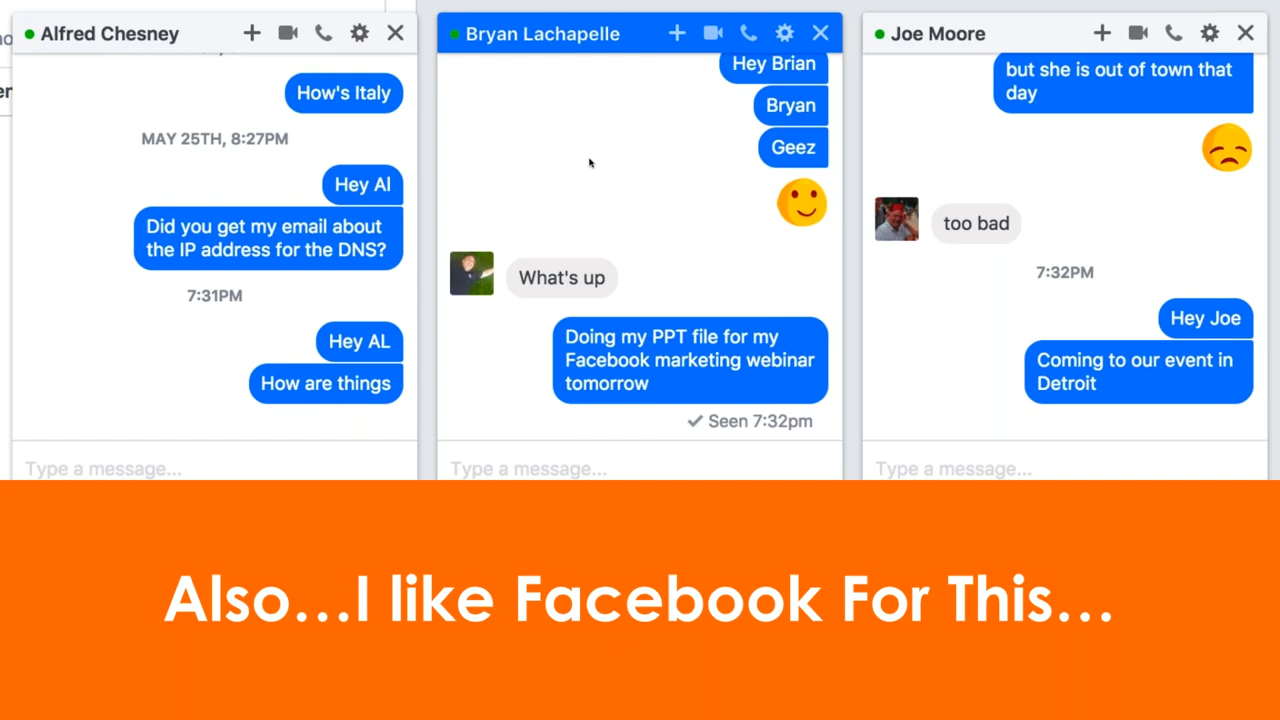 Alfred Chesney
How's Italy
MAY 25TH, 8:27PM
Hey Al
Did you get my email about
the IP address for the DNS?
7:31PM
Hey AL
How are things
Type a message...
Bryan Lachapelle
Hey Brian
Bryan
Geez
What's up
Doing my PPT file for my
Facebook marketing webinar
tomorrow
Seen 7:32pm
Type a message...
Joe Moore
but she is out of town that
day
too bad
7:32PM
Hey Joe
Coming to our event in
Detroit
Type a message...
Also...I like Facebook For This...